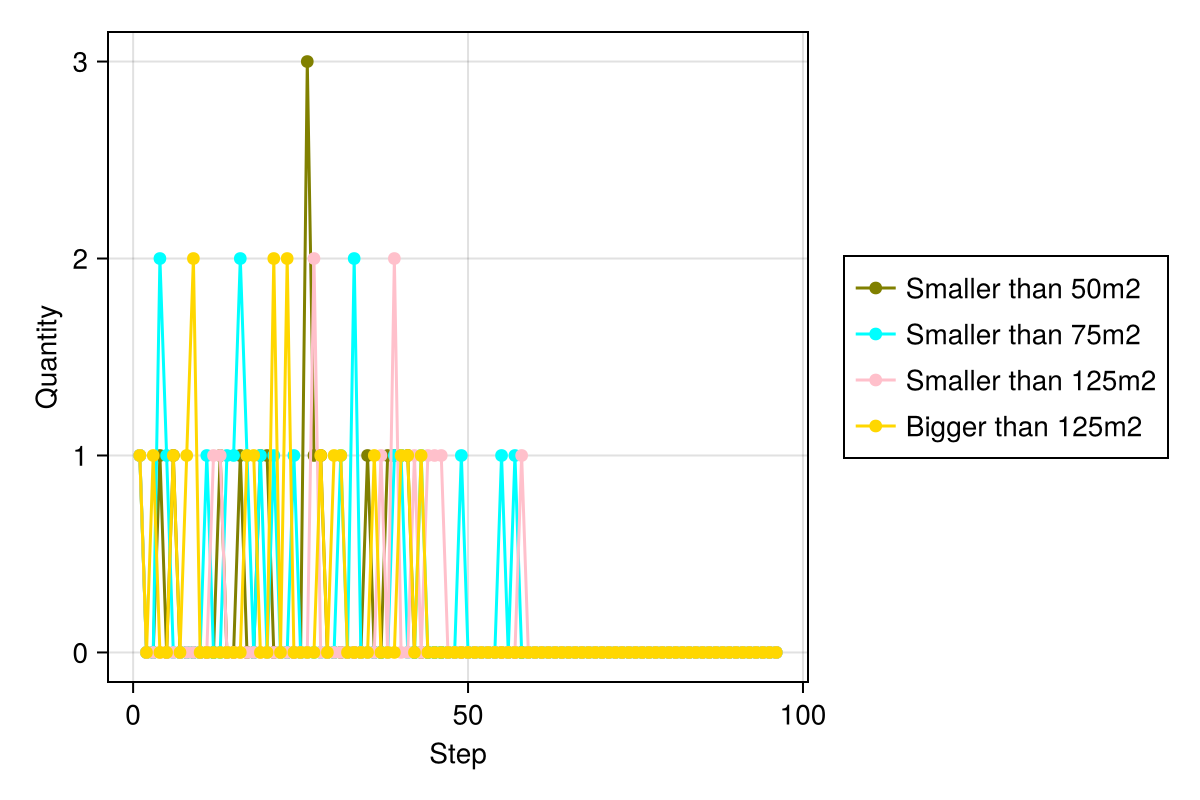 3
2
1
0
Quantity
0
50
100
Step
Smaller than 50m2
Smaller than 75m2
Smaller than 125m2
Bigger than 125m2